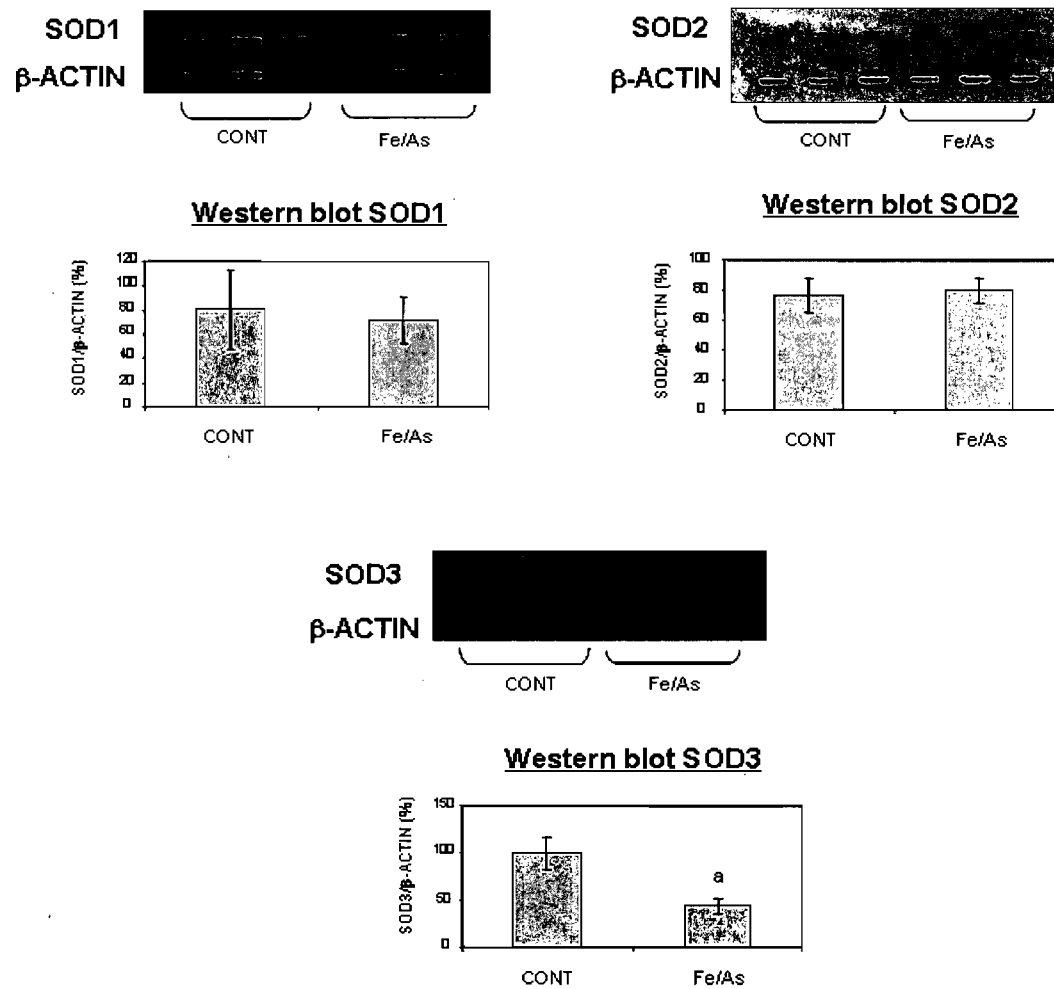 SOD1
β-ACTIN
CONT Fe/As
Western blot SOD1
SOD1/β-ACTIN (%)
120
100
80
60
40
20
0
CONT Fe/As
SOD2
β-ACTIN
CONT Fe/As
Western blot SOD2
SOD2/β-ACTIN (%)
100
80
60
40
20
0
CONT Fe/As
SOD3
β-ACTIN
CONT Fe/As
Western blot SOD3
SOD3/β-ACTIN (%)
150
100
50
0
a
CONT Fe/As